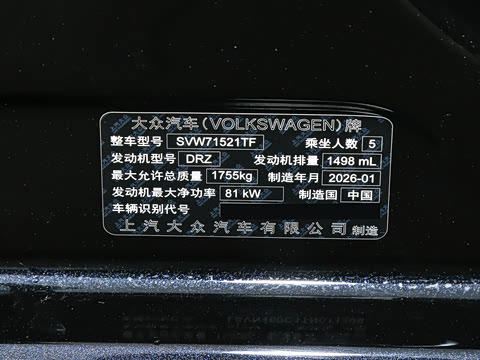 大众汽车(VOLKSWAGEN)牌
整车型号 SVW71521TF 乘坐人数 5
发动机型号 DRZ 发动机排量 1498 mL
最大允许总质量 1755kg 制造年月 2026-01
发动机最大净功率 81 kW 制造国 中国
车辆识别代号
上汽大众汽车有限公司 制造